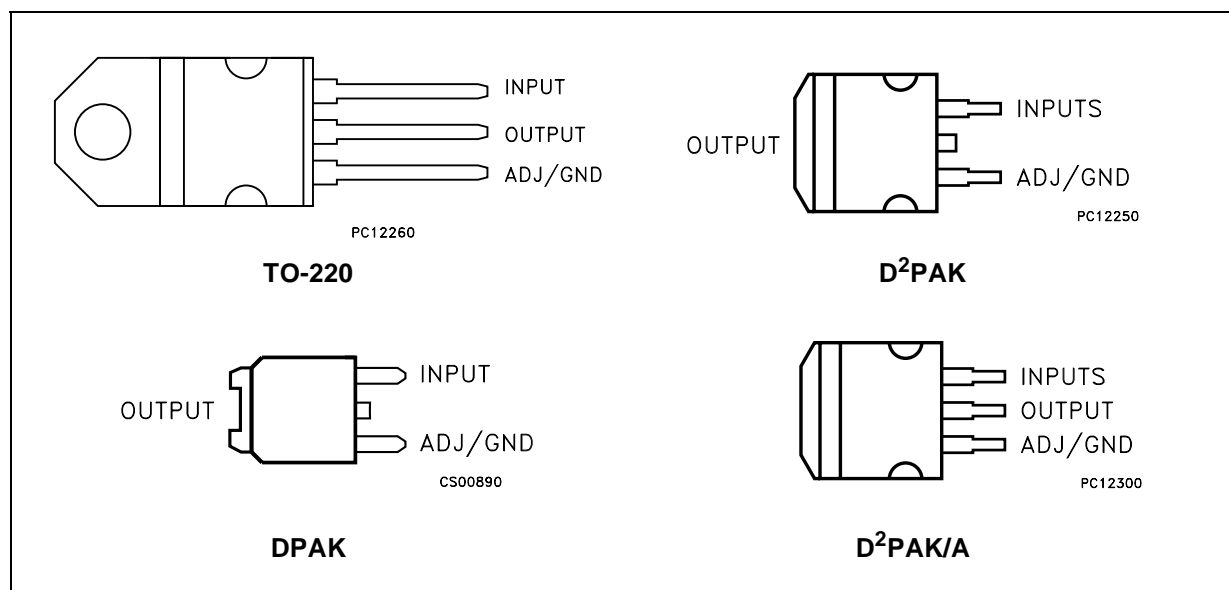 INPUT
OUTPUT
ADJ/GND
PC12260
TO-220
OUTPUT
INPUTS
ADJ/GND
PC12250
D²PAK
OUTPUT
INPUT
ADJ/GND
CS00890
DPAK
INPUTS
OUTPUT
ADJ/GND
PC12300
D²PAK/A